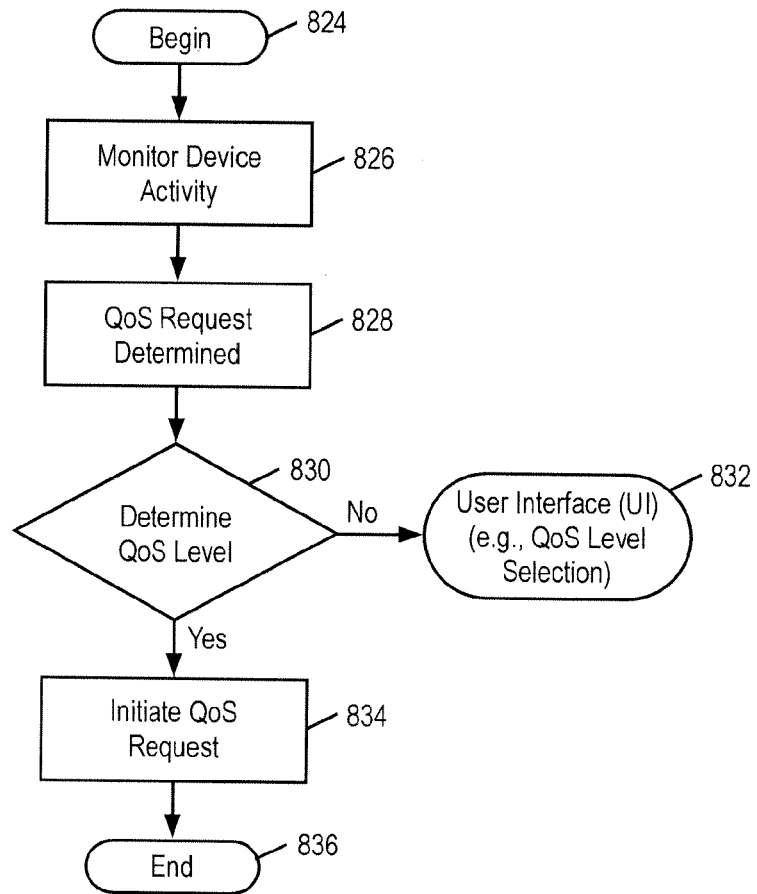 Begin
824
Monitor Device
Activity
826
QoS Request
Determined
828
830
Determine
QoS Level
No
832
User Interface (UI)
(e.g., QoS Level
Selection)
Yes
Initiate QoS
Request
834
End
836